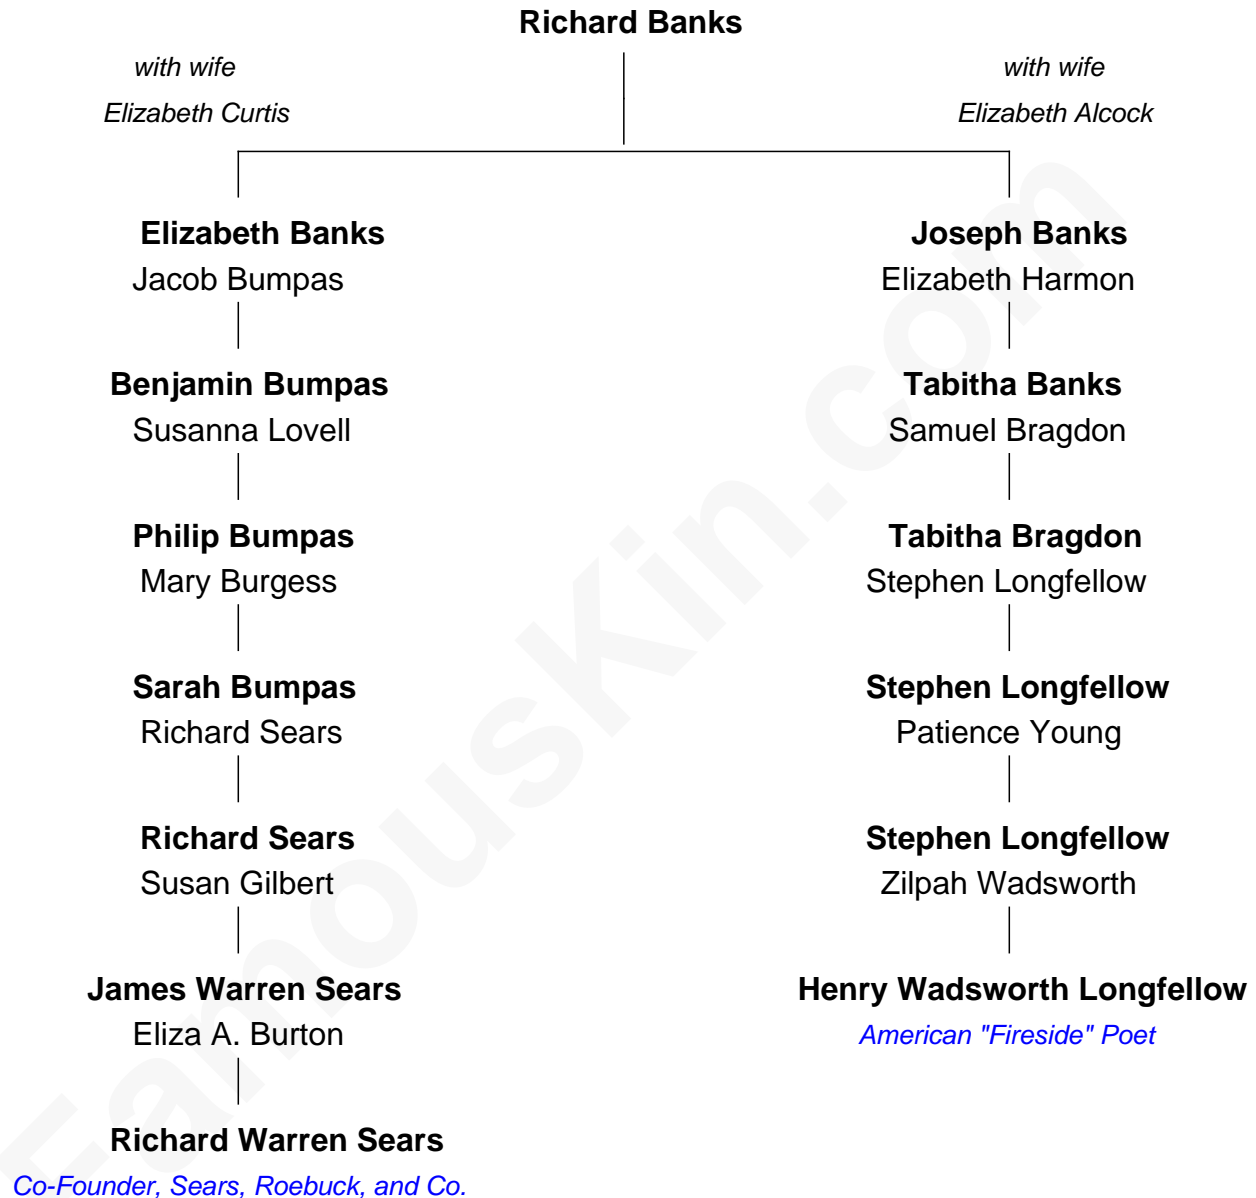 Richard Banks
with wife
Elizabeth Curtis
with wife
Elizabeth Alcock
Elizabeth Banks
Jacob Bumpas
Benjamin Bumpas
Susanna Lovell
Philip Bumpas
Mary Burgess
Sarah Bumpas
Richard Sears
Richard Sears
Susan Gilbert
James Warren Sears
Eliza A. Burton
Richard Warren Sears
Co-Founder, Sears, Roebuck, and Co.
Joseph Banks
Elizabeth Harmon
Tabitha Banks
Samuel Bragdon
Tabitha Bragdon
Stephen Longfellow
Stephen Longfellow
Patience Young
Stephen Longfellow
Zilpah Wadsworth
Henry Wadsworth Longfellow
American "Fireside" Poet
FamousKin.com